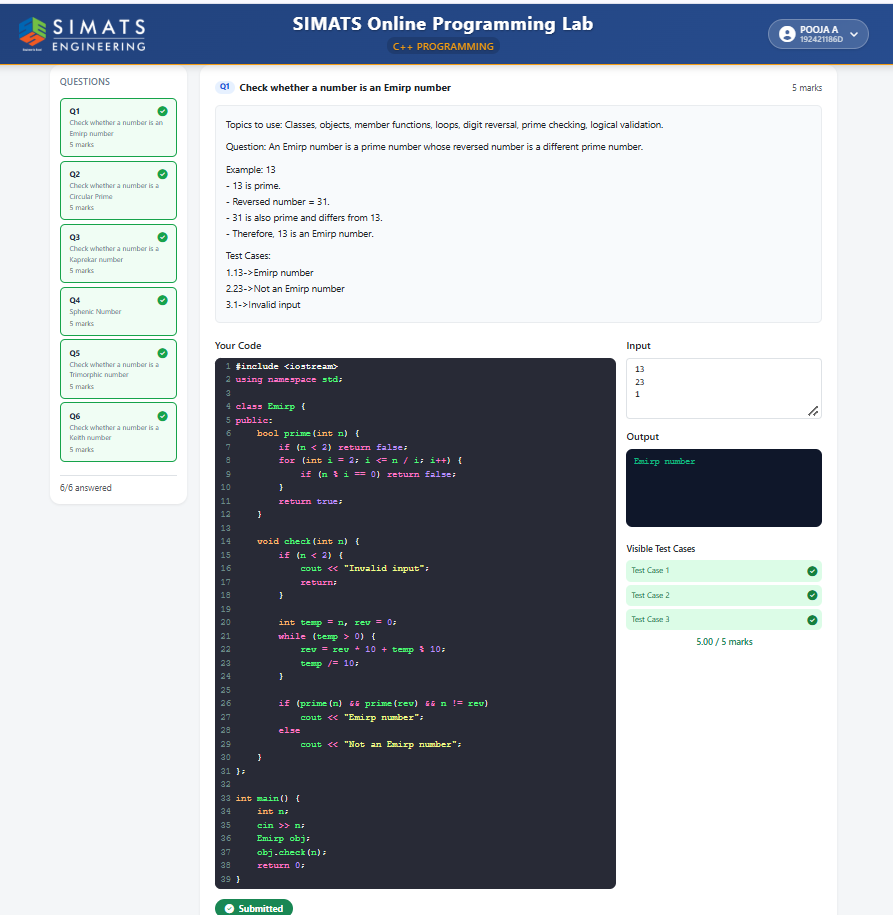 SIMATS
ENGINEERING
SIMATS Online Programming Lab
C++ PROGRAMMING
POOJA A
192421186D
QUESTIONS
Q1
Check whether a number is an
Emirp number
5 marks
Q2
Check whether a number is a
Circular Prime
5 marks
Q3
Check whether a number is a
Kaprekar number
5 marks
Q4
Sphenic Number
5 marks
Q5
Check whether a number is a
Trimorphic number
5 marks
Q6
Check whether a number is a
Keith number
5 marks
6/6 answered
Q1 Check whether a number is an Emirp number 5 marks
Topics to use: Classes, objects, member functions, loops, digit reversal, prime checking, logical validation.
Question: An Emirp number is a prime number whose reversed number is a different prime number.
Example: 13
- 13 is prime.
- Reversed number = 31.
- 31 is also prime and differs from 13.
- Therefore, 13 is an Emirp number.
Test Cases:
1.13->Emirp number
2.23->Not an Emirp number
3.1->Invalid input
Your Code
1 #include <iostream>
2 using namespace std;
3
4 class Emirp {
5 public:
6     bool prime(int n) {
7         if (n < 2) return false;
8         for (int i = 2; i <= n / i; i++) {
9             if (n % i == 0) return false;
10         }
11         return true;
12     }
13
14     void check(int n) {
15         if (n < 2) {
16             cout << "Invalid input";
17             return;
18         }
19
20         int temp = n, rev = 0;
21         while (temp > 0) {
22             rev = rev * 10 + temp % 10;
23             temp /= 10;
24         }
25
26         if (prime(n) && prime(rev) && n != rev)
27             cout << "Emirp number";
28         else
29             cout << "Not an Emirp number";
30     }
31 };
32
33 int main() {
34     int n;
35     cin >> n;
36     Emirp obj;
37     obj.check(n);
38     return 0;
39 }
Submitted
Input
13
23
1
Output
Emirp number
Visible Test Cases
Test Case 1
Test Case 2
Test Case 3
5.00 / 5 marks